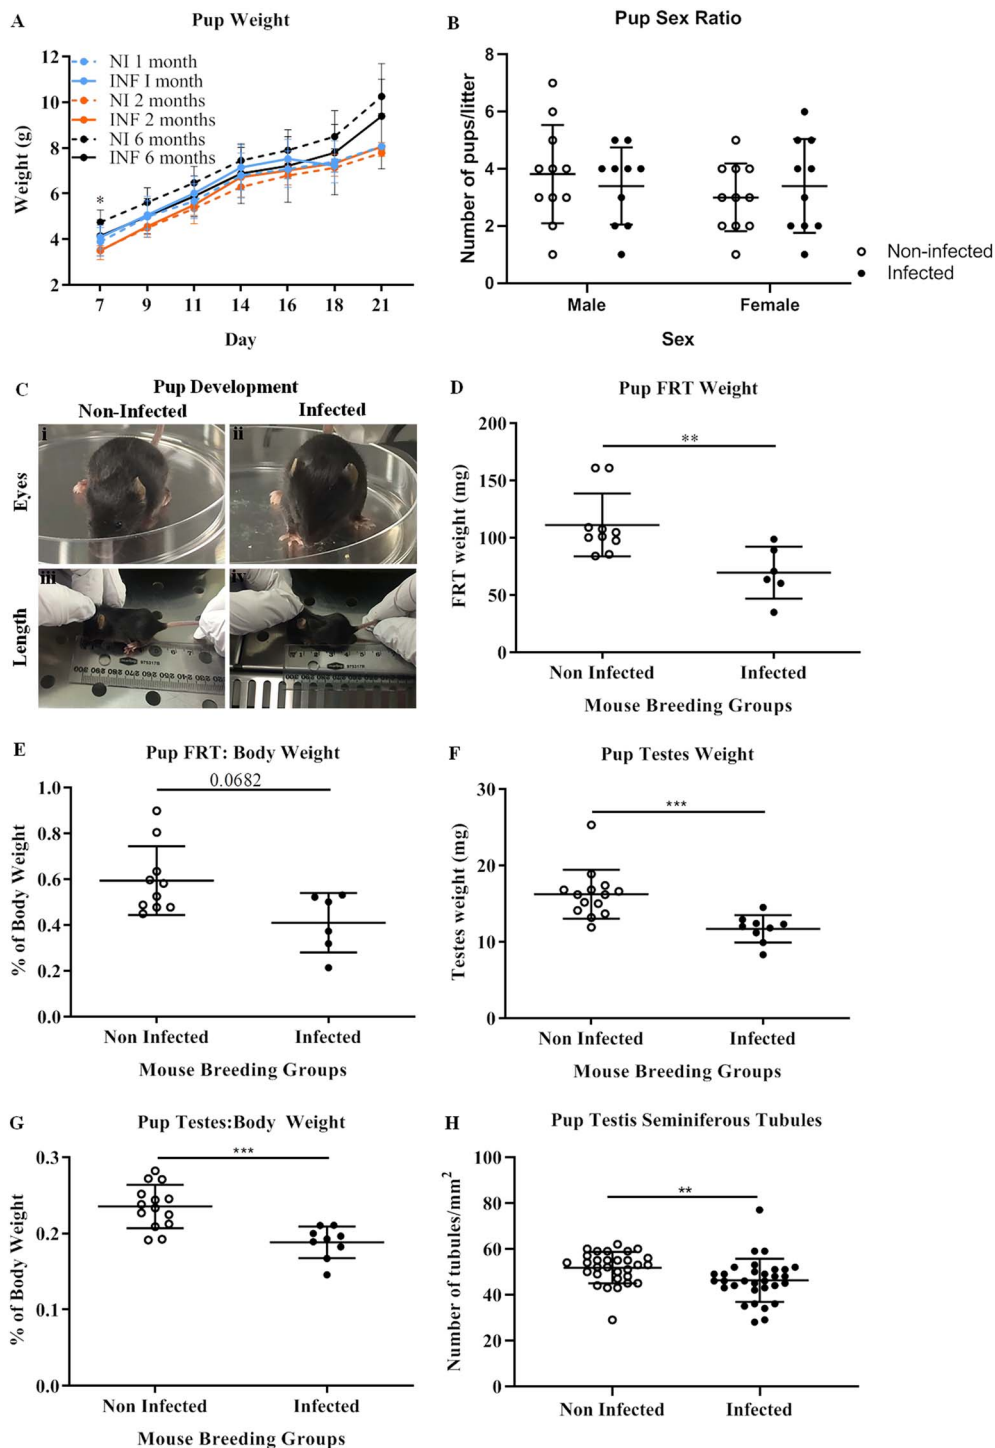 A
Pup Weight
NI 1 month
INF I month
NI 2 months
INF 2 months
NI 6 months
INF 6 months
Weight (g)
12
10
8
6
4
2
*
7 9 11 14 16 18 21
Day
B
Pup Sex Ratio
Number of pups/litter
8
6
4
2
0
Male Female
Sex
Non-infected
Infected
C
Pup Development
Non-Infected Infected
Eyes
Length
i
ii
iii
iv
D
Pup FRT Weight
FRT weight (mg)
200
150
100
50
0
**
Non Infected Infected
Mouse Breeding Groups
E
Pup FRT: Body Weight
% of Body Weight
1.0
0.8
0.6
0.4
0.2
0.0
0.0682
Non Infected Infected
Mouse Breeding Groups
F
Pup Testes Weight
Testes weight (mg)
30
20
10
0
***
Non Infected Infected
Mouse Breeding Groups
G
Pup Testes:Body Weight
% of Body Weight
0.3
0.2
0.1
0.0
***
Non Infected Infected
Mouse Breeding Groups
H
Pup Testis Seminiferous Tubules
Number of tubules/mm²
100
80
60
40
20
0
**
Non Infected Infected